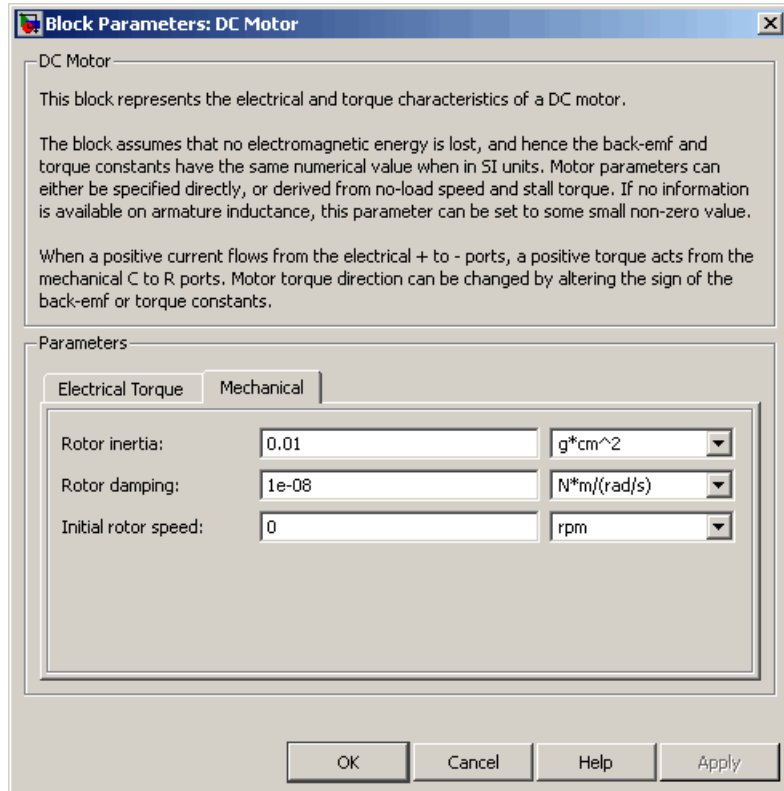 Block Parameters: DC Motor
DC Motor
This block represents the electrical and torque characteristics of a DC motor.
The block assumes that no electromagnetic energy is lost, and hence the back-emf and
torque constants have the same numerical value when in SI units. Motor parameters can
either be specified directly, or derived from no-load speed and stall torque. If no information
is available on armature inductance, this parameter can be set to some small non-zero value.
When a positive current flows from the electrical + to - ports, a positive torque acts from the
mechanical C to R ports. Motor torque direction can be changed by altering the sign of the
back-emf or torque constants.
Parameters
Electrical Torque Mechanical
Rotor inertia: 0.01 g*cm^2
Rotor damping: 1e-08 N*m/(rad/s)
Initial rotor speed: 0 rpm
OK Cancel Help Apply